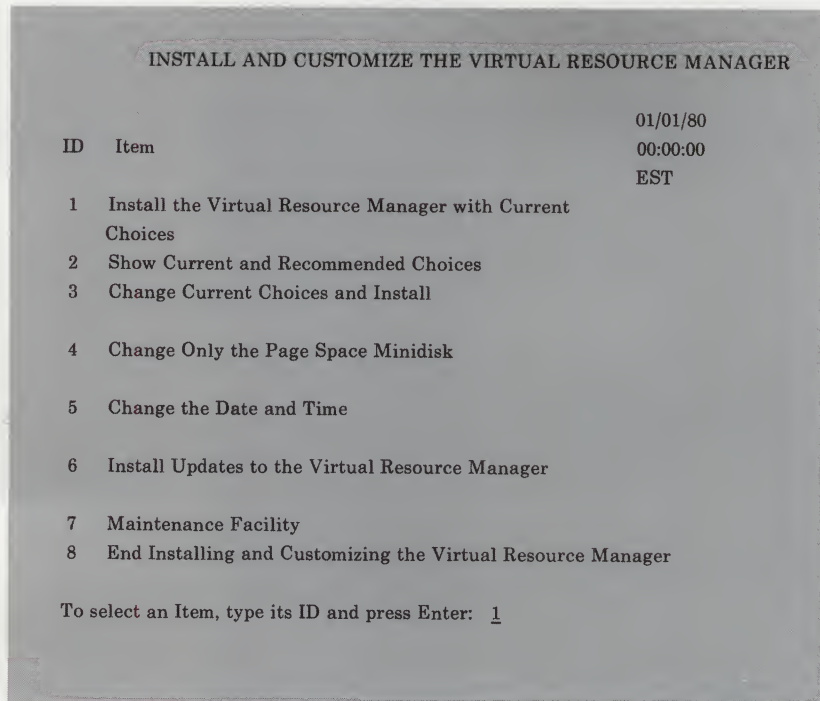 INSTALL AND CUSTOMIZE THE VIRTUAL RESOURCE MANAGER
01/01/80
ID Item 00:00:00
EST
1 Install the Virtual Resource Manager with Current
Choices
2 Show Current and Recommended Choices
3 Change Current Choices and Install
4 Change Only the Page Space Minidisk
5 Change the Date and Time
6 Install Updates to the Virtual Resource Manager
7 Maintenance Facility
8 End Installing and Customizing the Virtual Resource Manager
To select an Item, type its ID and press Enter: 1